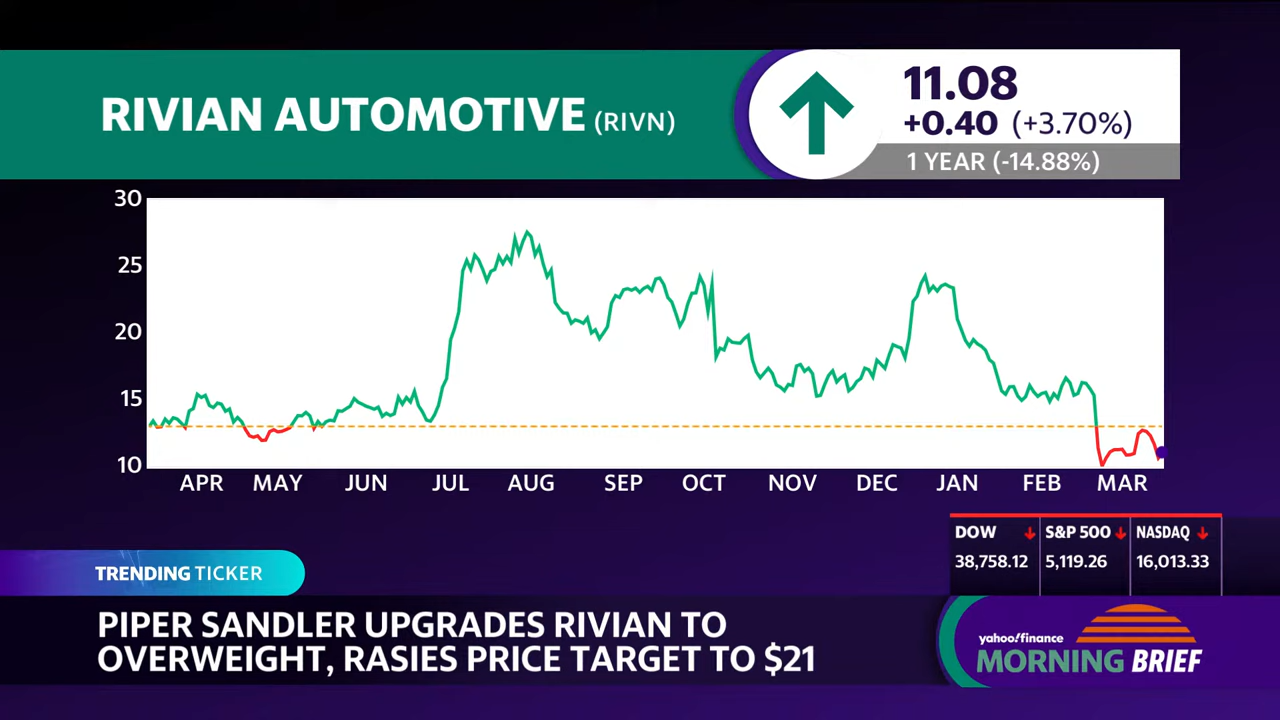 RIVIAN AUTOMOTIVE (RIVN)
11.08
+0.40 (+3.70%)
1 YEAR (-14.88%)
30
25
20
15
10
APR MAY JUN JUL AUG SEP OCT NOV DEC JAN FEB MAR
DOW S&P 500 NASDAQ
38,758.12 5,119.26 16,013.33
TRENDING TICKER
PIPER SANDLER UPGRADES RIVIAN TO
OVERWEIGHT, RASIES PRICE TARGET TO $21
yahoo!finance
MORNING BRIEF